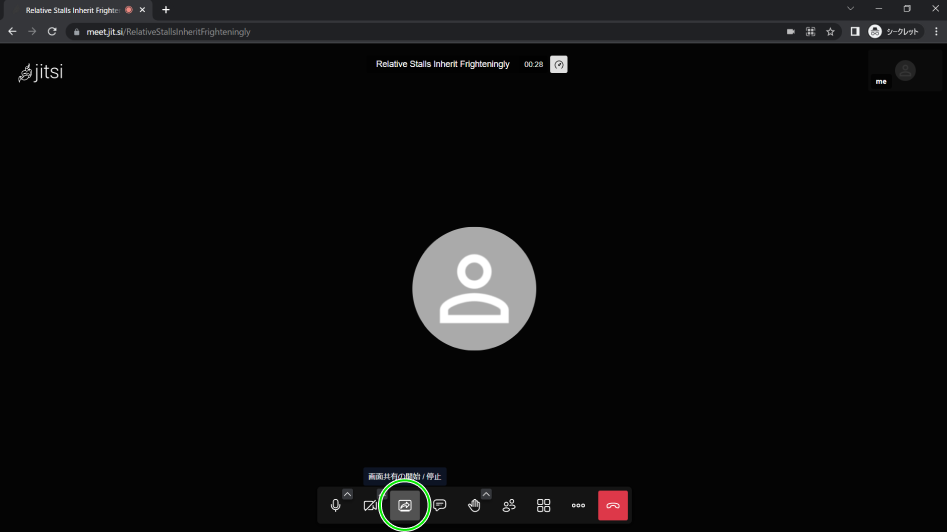 Relative Stalls Inherit Frighte
meet.jit.si/RelativeStallsInheritFrighteningly
シークレット
jitsi
Relative Stalls Inherit Frighteningly 00:28
me
画面共有の開始 / 停止